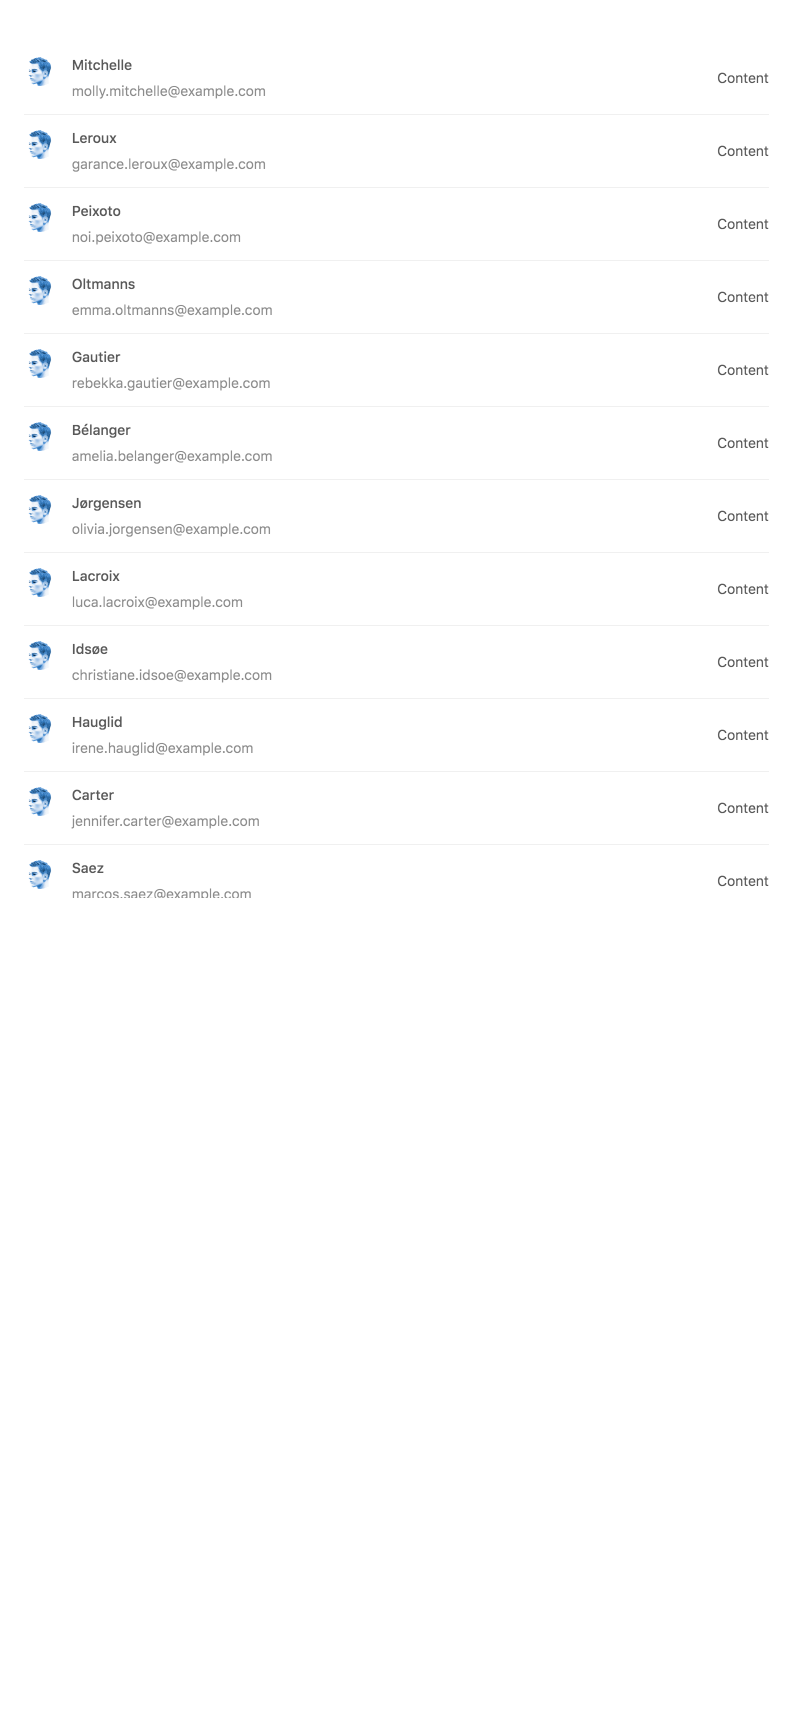 Mitchelle
molly.mitchelle@example.com
Content
Leroux
garance.leroux@example.com
Content
Peixoto
noi.peixoto@example.com
Content
Oltmanns
emma.oltmanns@example.com
Content
Gautier
rebekka.gautier@example.com
Content
Bélanger
amelia.belanger@example.com
Content
Jørgensen
olivia.jorgensen@example.com
Content
Lacroix
luca.lacroix@example.com
Content
Idsøe
christiane.idsoe@example.com
Content
Hauglid
irene.hauglid@example.com
Content
Carter
jennifer.carter@example.com
Content
Saez
marcos.saez@example.com
Content